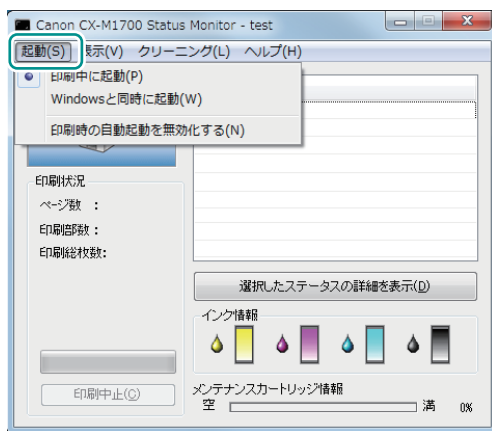 Canon CX-M1700 Status Monitor - test
起動(S) 表示(V) クリーニング(L) ヘルプ(H)
印刷中に起動(P)
Windowsと同時に起動(W)
印刷時の自動起動を無効化する(N)
印刷状況
ページ数 :
印刷部数:
印刷総枚数:
選択したステータスの詳細を表示(D)
インク情報
印刷中止(C)
メンテナンスカートリッジ情報
空 満 0%